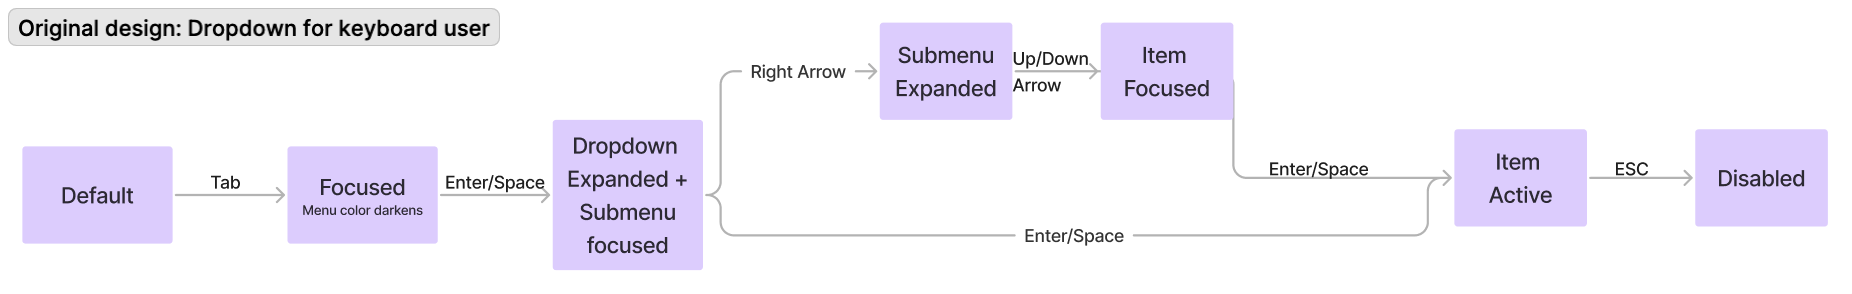 Original design: Dropdown for keyboard user
Default
Tab
Focused
Menu color darkens
Enter/Space
Dropdown
Expanded +
Submenu
focused
Right Arrow
Submenu
Expanded
Up/Down
Arrow
Item
Focused
Enter/Space
Enter/Space
Item
Active
ESC
Disabled